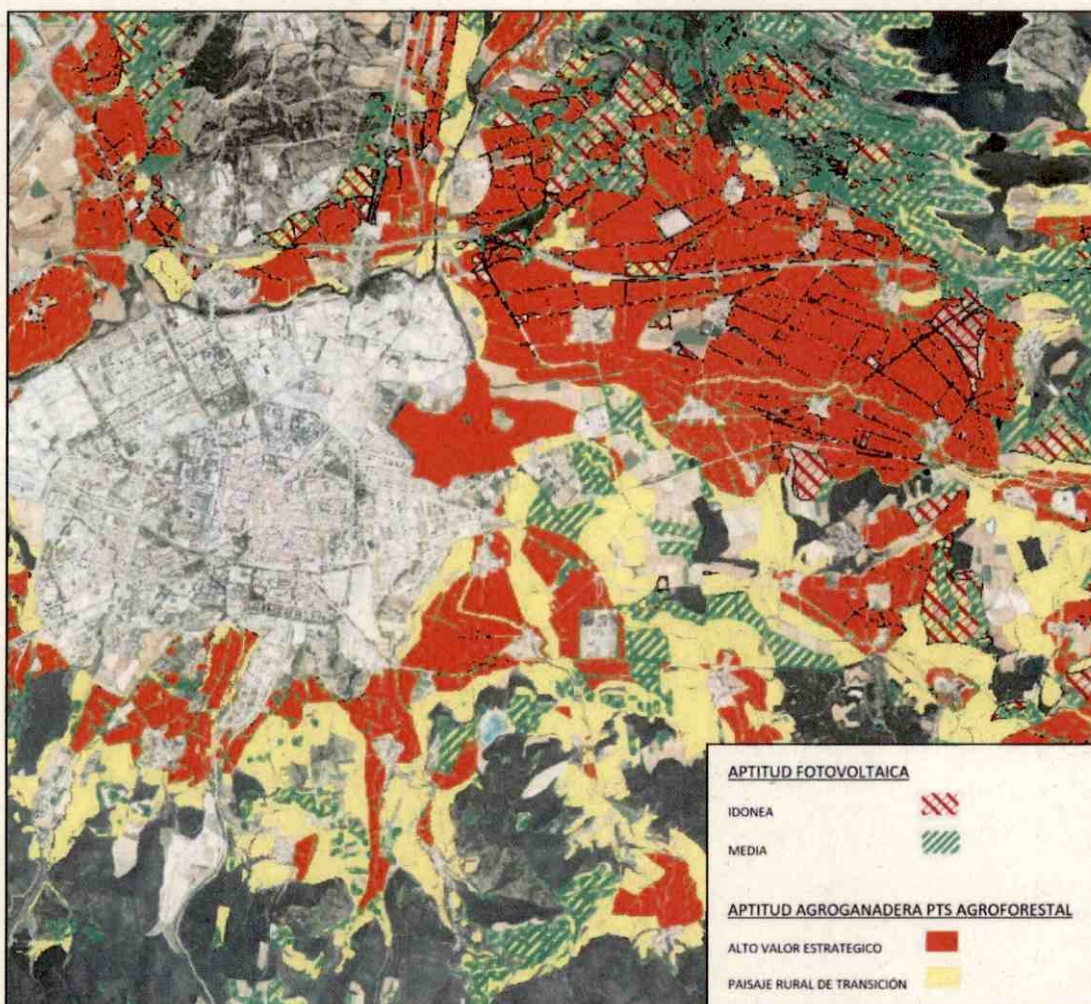 APTITUD FOTOVOLTAICA
IDONEA
MEDIA
APTITUD AGROGANADERA PTS AGROFORESTAL
ALTO VALOR ESTRATEGICO
PAISAJE RURAL DE TRANSICIÓN